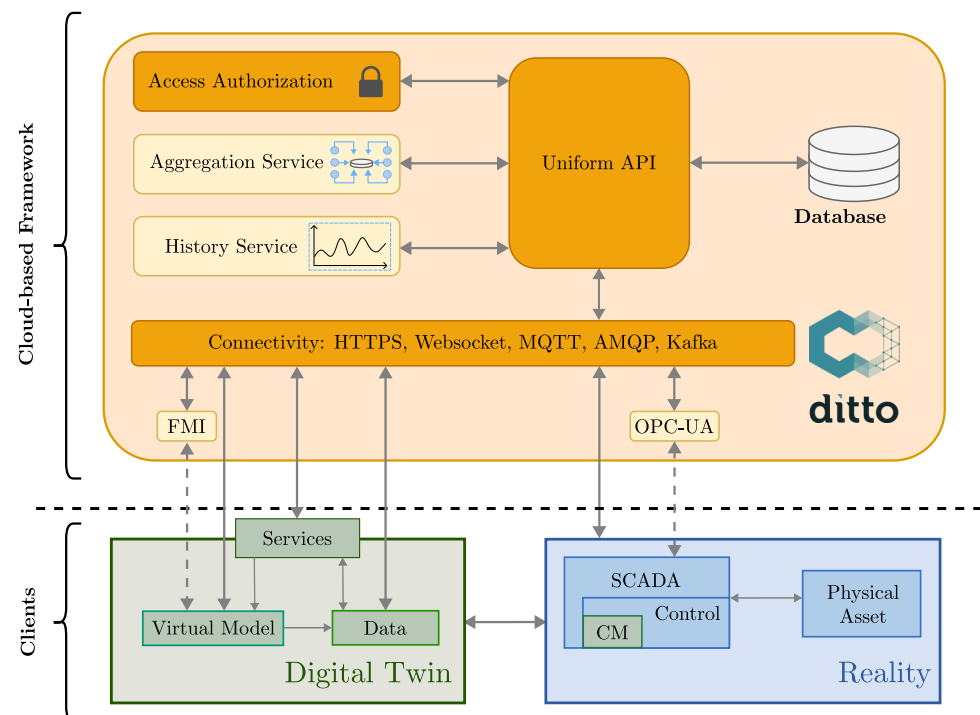 Cloud-based Framework
Access Authorization
Aggregation Service
History Service
Uniform API
Database
Connectivity: HTTPS, Websocket, MQTT, AMQP, Kafka
FMI
OPC-UA
ditto
Clients
Services
Virtual Model
Data
Digital Twin
SCADA
Control
CM
Physical
Asset
Reality